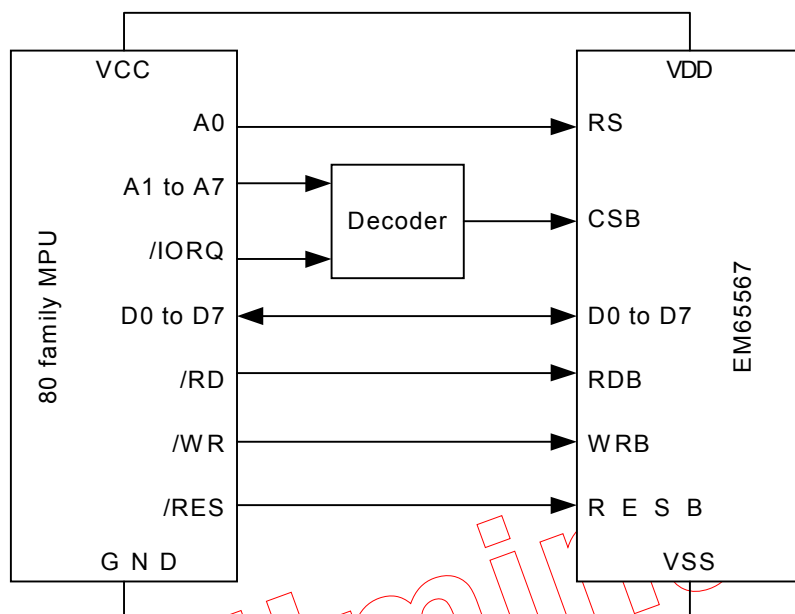 VCC
VDD
A0
RS
A1 to A7
Decoder
CSB
/IORQ
80 family MPU
EM65567
D0 to D7
D0 to D7
/RD
RDB
/WR
WRB
/RES
R E S B
G N D
VSS